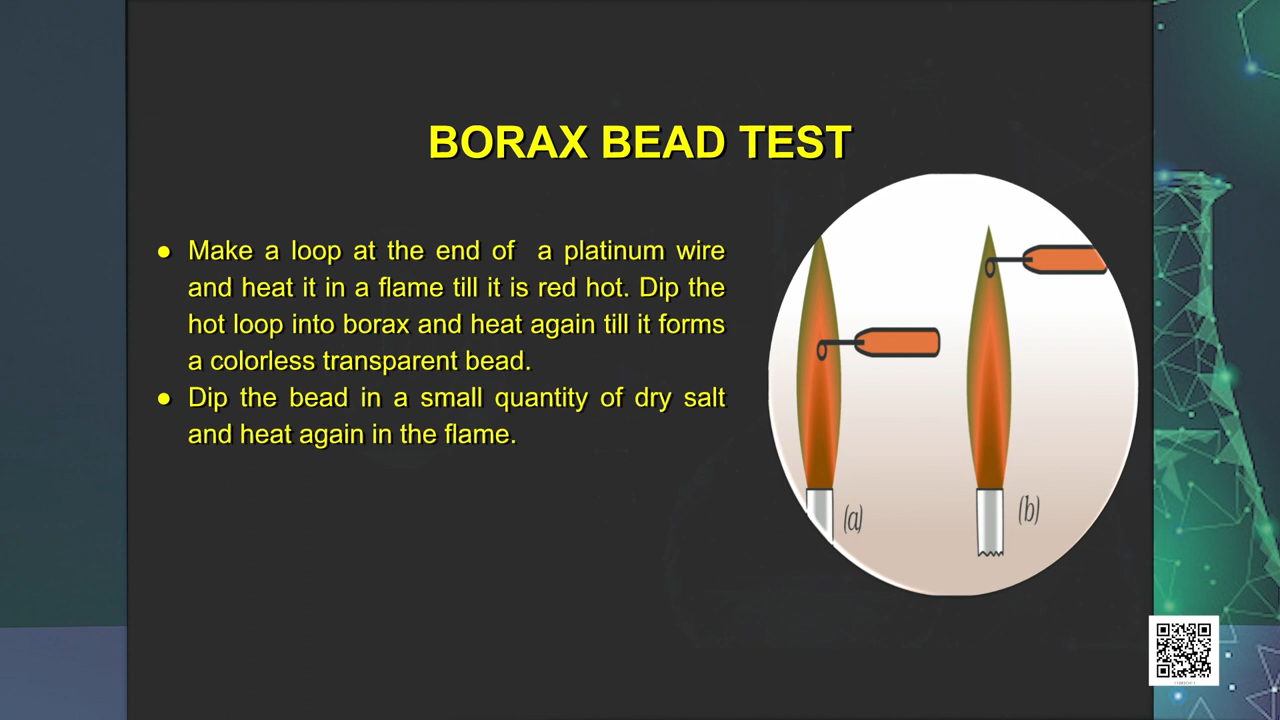 BORAX BEAD TEST
● Make a loop at the end of a platinum wire
and heat it in a flame till it is red hot. Dip the
hot loop into borax and heat again till it forms
a colorless transparent bead.
● Dip the bead in a small quantity of dry salt
and heat again in the flame.
(a)
(b)